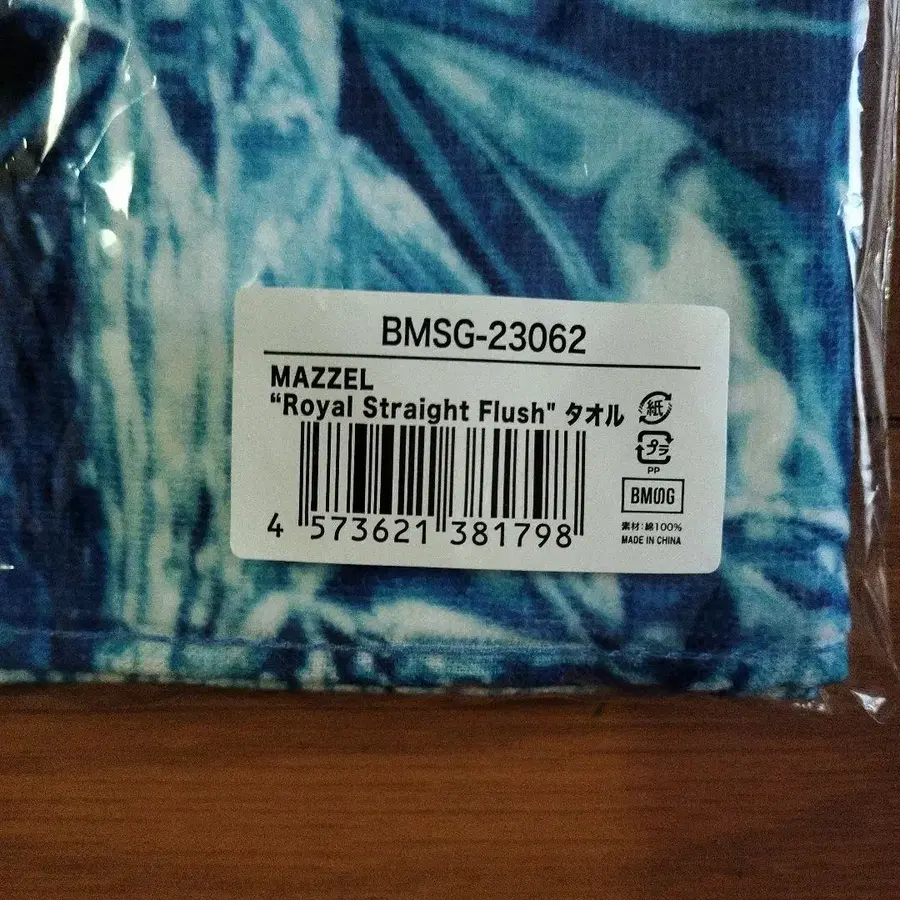 BMSG-23062
MAZZEL
“Royal Straight Flush" タオル
紙
プラ
PP
BMSG
素材:綿100%
MADE IN CHINA
4 573621 381798